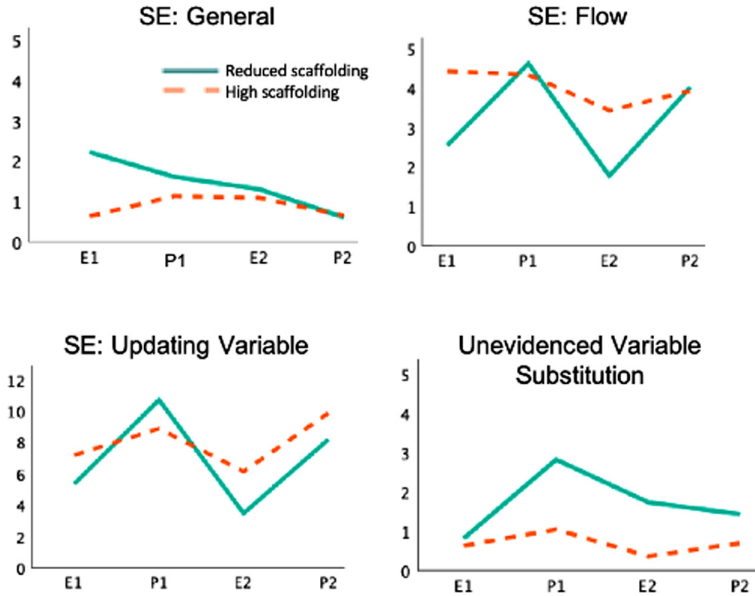 SE: General
5
4
3
2
1
0
Reduced scaffolding
High scaffolding
E1
P1
E2
P2
SE: Flow
5
4
3
2
1
0
E1
P1
E2
P2
SE: Updating Variable
12
10
8
6
4
2
0
E1
P1
E2
P2
Unevidenced Variable
Substitution
5
4
3
2
1
0
E1
P1
E2
P2